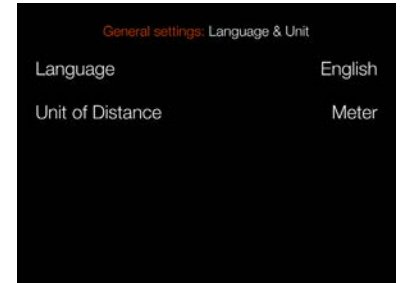 General settings: Language & Unit
Language English
Unit of Distance Meter